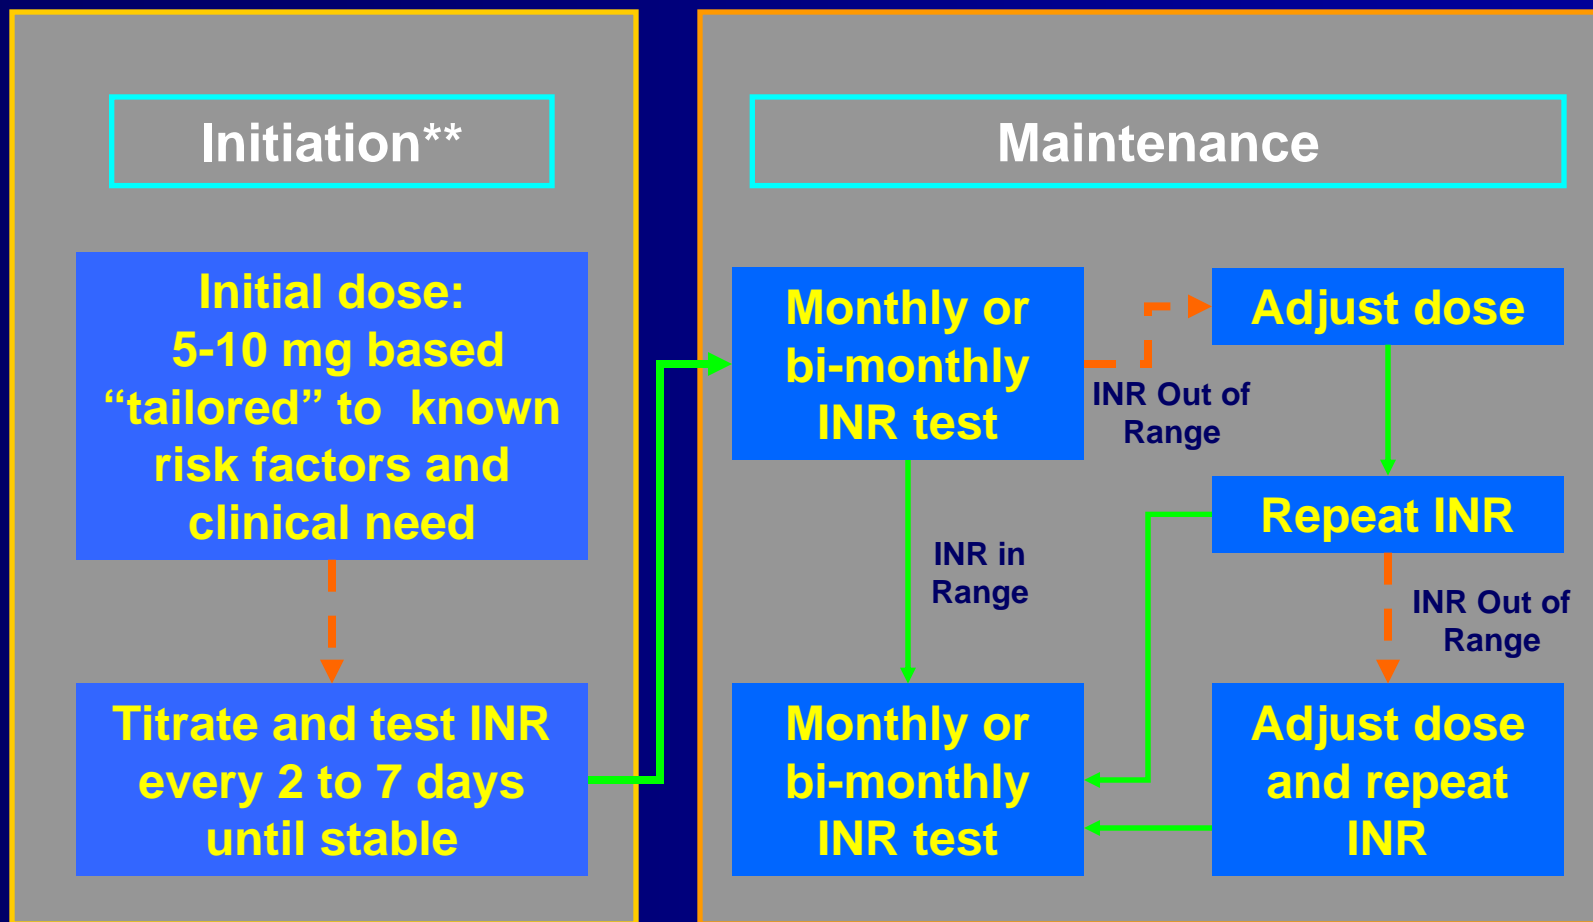 Initiation**
Initial dose:
5-10 mg based
“tailored” to known
risk factors and
clinical need
Titrate and test INR
every 2 to 7 days
until stable
Maintenance
Monthly or
bi-monthly
INR test
INR Out of
Range
Adjust dose
INR in
Range
Repeat INR
INR Out of
Range
Monthly or
bi-monthly
INR test
Adjust dose
and repeat
INR